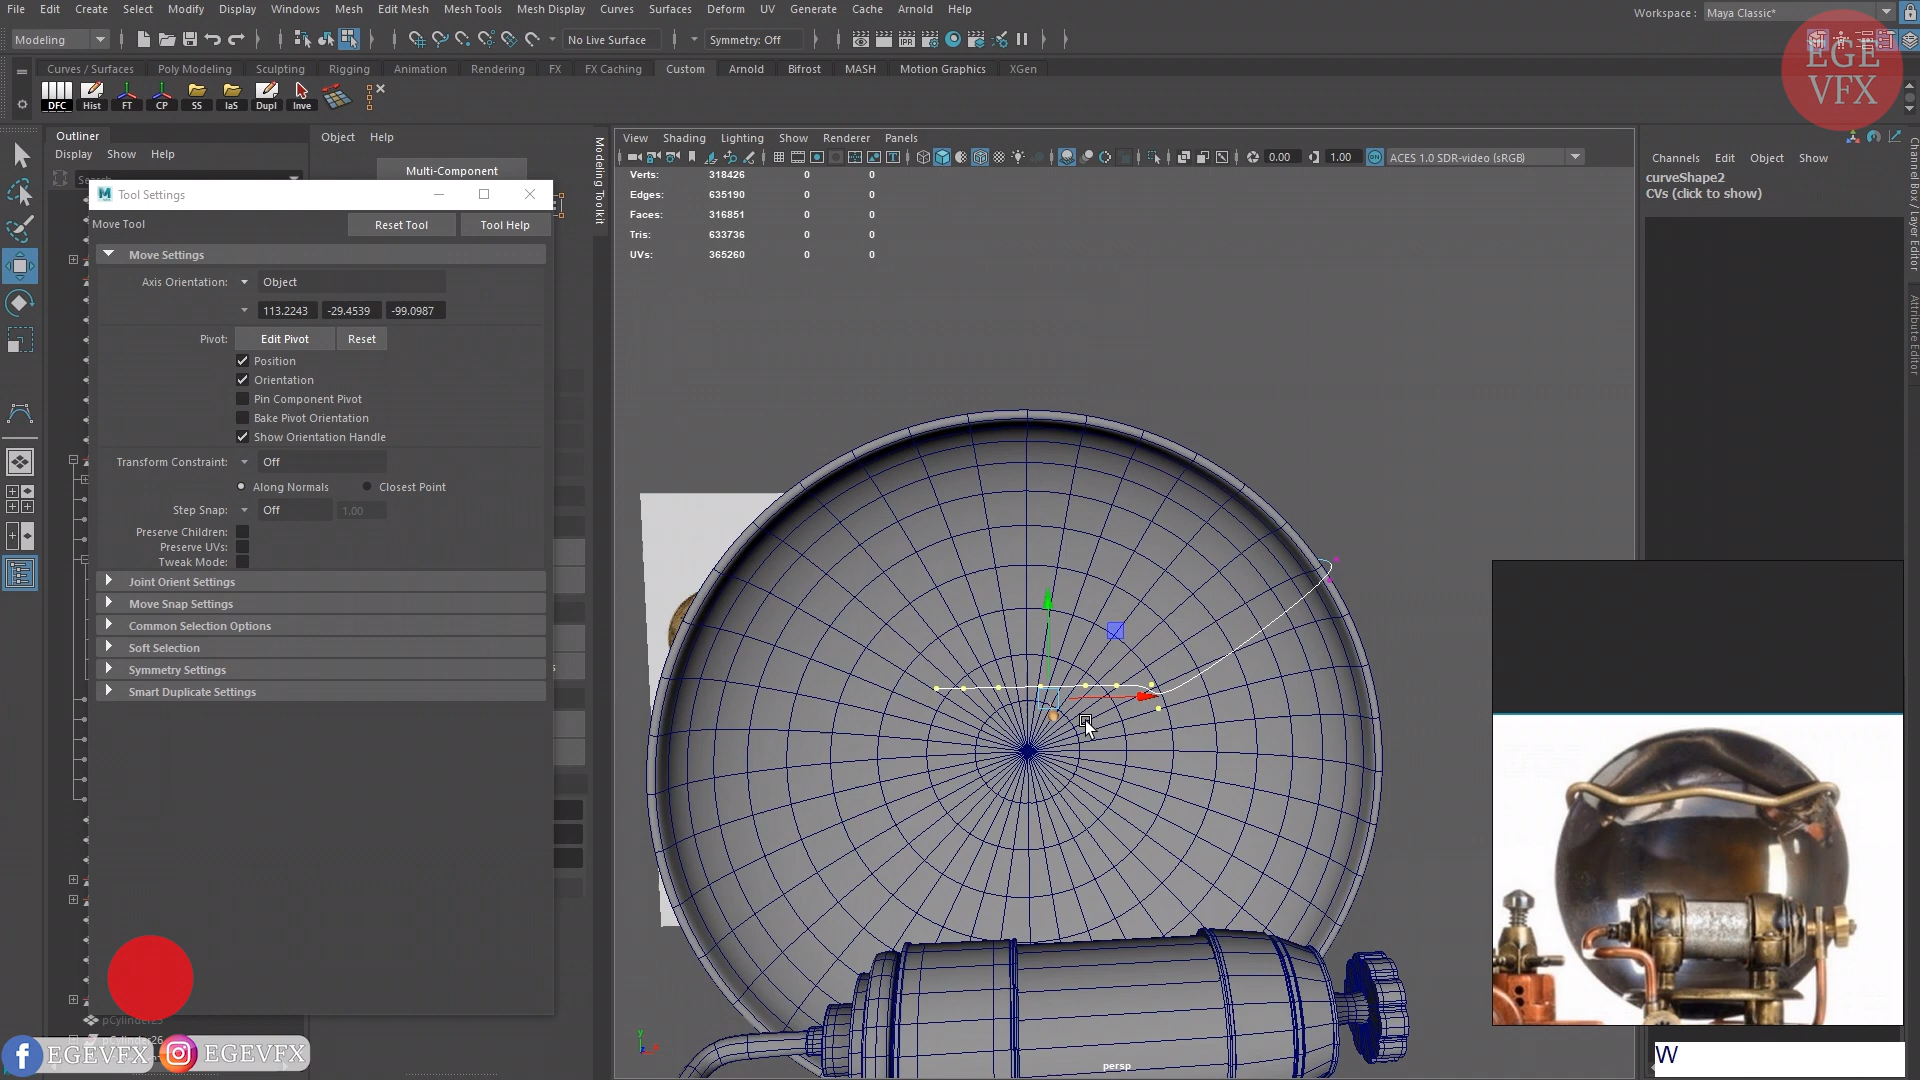 File Edit Create Select Modify Display Windows Mesh Edit Mesh Mesh Tools Mesh Display Curves Surfaces Deform UV Generate Cache Arnold Help
Workspace : Maya Classic*
Modeling
No Live Surface
Symmetry: Off
Curves / Surfaces Poly Modeling Sculpting Rigging Animation Rendering FX FX Caching Custom Arnold Bifrost MASH Motion Graphics XGen
EGE
VFX
DFC Hist FT CP SS IaS Dupl Inve
IPR
Outliner
Display Show Help
Object Help
Multi-Component
Modeling Toolkit
Tool Settings
Move Tool
Reset Tool
Tool Help
Move Settings
Axis Orientation: Object
113.2243 -29.4539 -99.0987
Pivot: Edit Pivot Reset
Position
Orientation
Pin Component Pivot
Bake Pivot Orientation
Show Orientation Handle
Transform Constraint: Off
Along Normals Closest Point
Step Snap: Off 1.00
Preserve Children:
Preserve UVs:
Tweak Mode:
Joint Orient Settings
Move Snap Settings
Common Selection Options
Soft Selection
Symmetry Settings
Smart Duplicate Settings
View Shading Lighting Show Renderer Panels
0.00 1.00 ON ACES 1.0 SDR-video (sRGB)
Verts: 318426 0 0
Edges: 635190 0 0
Faces: 316851 0 0
Tris: 633736 0 0
UVs: 365260 0 0
y
persp
Channels Edit Object Show
curveShape2
CVs (click to show)
Channel Box / Layer Editor
Attribute Editor
pCylinder26
EGEVFX EGEVFX
W